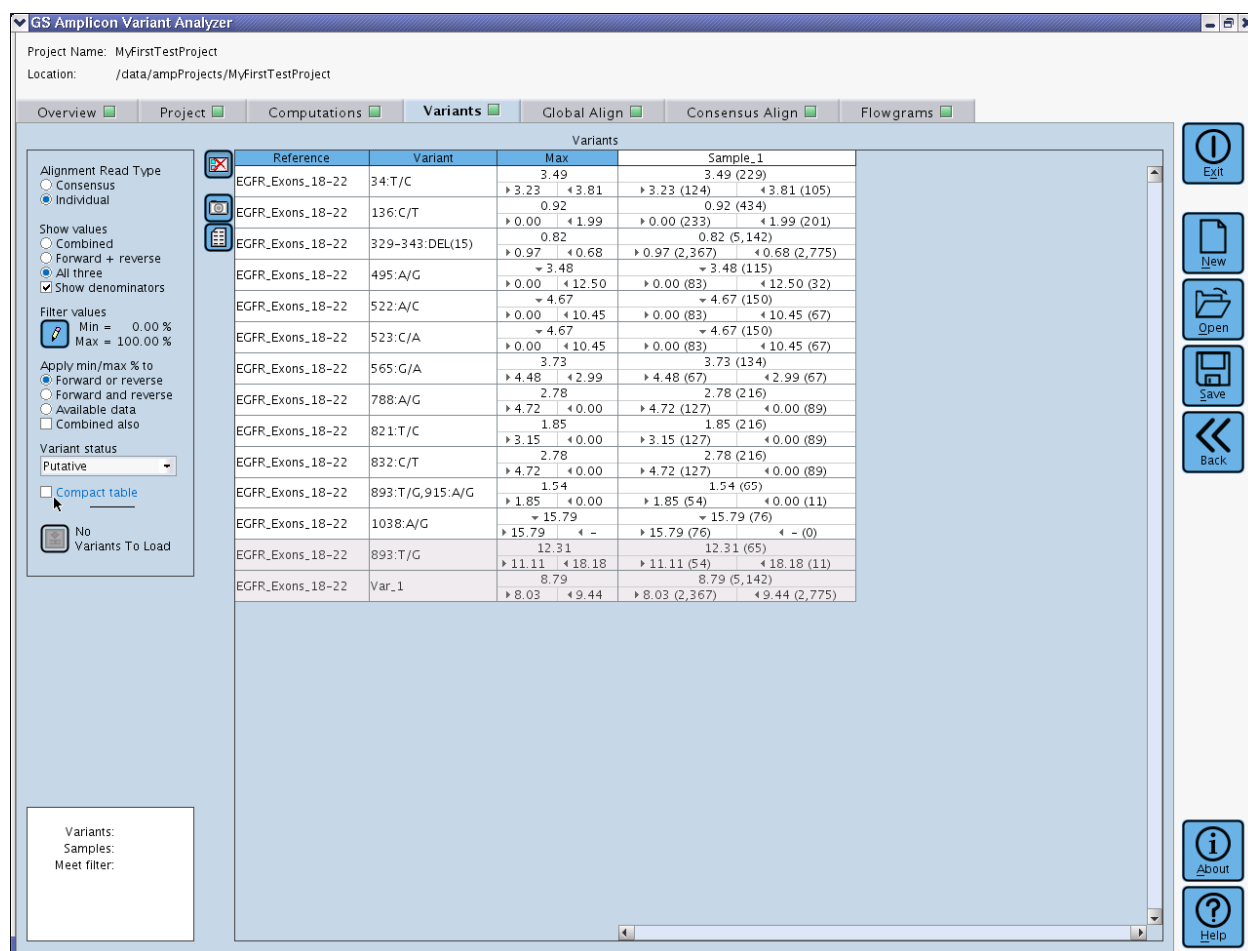 GS Amplicon Variant Analyzer
Project Name: MyFirstTestProject
Location: /data/ampProjects/MyFirstTestProject
Overview Project Computations Variants Global Align Consensus Align Flowgrams
Variants
Alignment Read Type
Consensus
Individual
Show values
Combined
Forward + reverse
All three
Show denominators
Filter values
Min = 0.00 %
Max = 100.00 %
Apply min/max % to
Forward or reverse
Forward and reverse
Available data
Combined also
Variant status
Putative
Compact table
No
Variants To Load
Reference Variant Max Sample_1
EGFR_Exons_18-22 34:T/C 3.49 3.49 (229)
3.23 3.81 3.23 (124) 3.81 (105)
EGFR_Exons_18-22 136:C/T 0.92 0.92 (434)
0.00 1.99 0.00 (233) 1.99 (201)
EGFR_Exons_18-22 329-343:DEL(15) 0.82 0.82 (5,142)
0.97 0.68 0.97 (2,367) 0.68 (2,775)
EGFR_Exons_18-22 495:A/G 3.48 3.48 (115)
0.00 12.50 0.00 (83) 12.50 (32)
EGFR_Exons_18-22 522:A/C 4.67 4.67 (150)
0.00 10.45 0.00 (83) 10.45 (67)
EGFR_Exons_18-22 523:C/A 4.67 4.67 (150)
0.00 10.45 0.00 (83) 10.45 (67)
EGFR_Exons_18-22 565:G/A 3.73 3.73 (134)
4.48 2.99 4.48 (67) 2.99 (67)
EGFR_Exons_18-22 788:A/G 2.78 2.78 (216)
4.72 0.00 4.72 (127) 0.00 (89)
EGFR_Exons_18-22 821:T/C 1.85 1.85 (216)
3.15 0.00 3.15 (127) 0.00 (89)
EGFR_Exons_18-22 832:C/T 2.78 2.78 (216)
4.72 0.00 4.72 (127) 0.00 (89)
EGFR_Exons_18-22 893:T/G,915:A/G 1.54 1.54 (65)
1.85 0.00 1.85 (54) 0.00 (11)
EGFR_Exons_18-22 1038:A/G 15.79 15.79 (76)
15.79 - 15.79 (76) - (0)
EGFR_Exons_18-22 893:T/G 12.31 12.31 (65)
11.11 18.18 11.11 (54) 18.18 (11)
EGFR_Exons_18-22 Var_1 8.79 8.79 (5,142)
8.03 9.44 8.03 (2,367) 9.44 (2,775)
Variants:
Samples:
Meet filter:
Exit
New
Open
Save
Back
About
Help